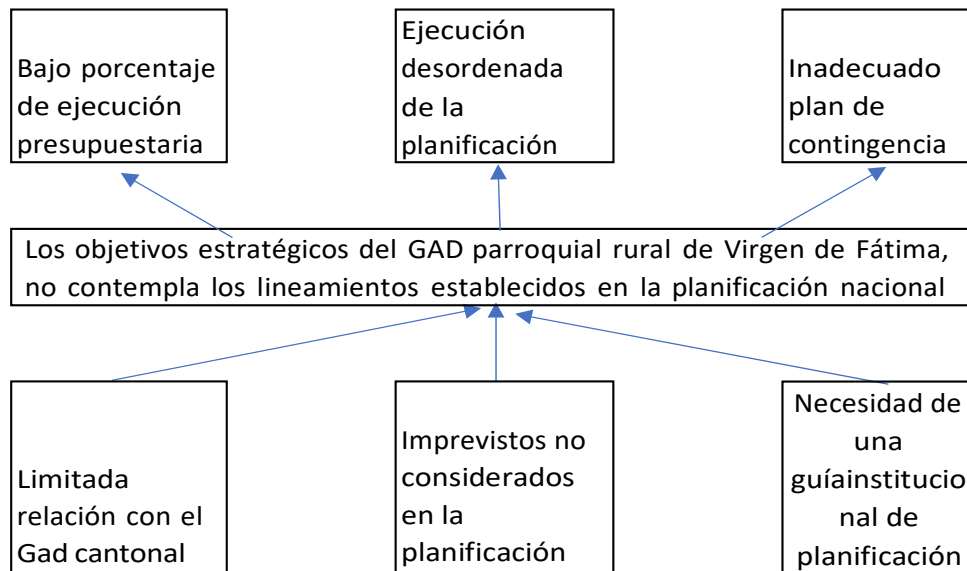 Bajo porcentaje
de ejecución
presupuestaria
Ejecución
desordenada
de la
planificación
Inadecuado
plan de
contingencia
Los objetivos estratégicos del GAD parroquial rural de Virgen de Fátima,
no contempla los lineamientos establecidos en la planificación nacional
Limitada
relación con el
Gad cantonal
Imprevistos no
considerados
en la
planificación
Necesidad de
una
guíainstitucio
nal de
planificación